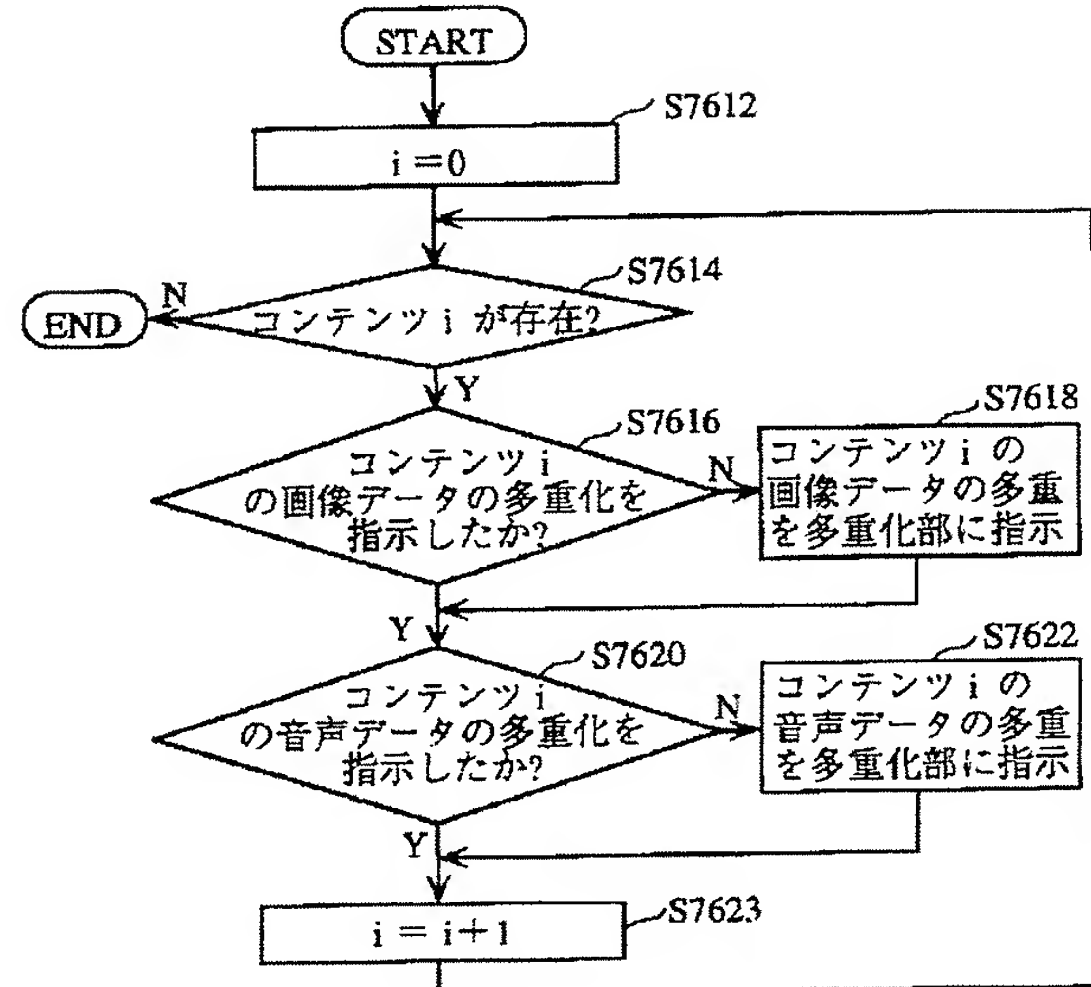 START
S7612
i=0
S7614
コンテンツiが存在?
N
END
Y
S7616
コンテンツi
の画像データの多重化を
指示したか?
N
S7618
コンテンツiの
画像データの多重
を多重化部に指示
Y
S7620
コンテンツi
の音声データの多重化を
指示したか?
N
S7622
コンテンツiの
音声データの多重
を多重化部に指示
Y
i=i+1
S7623